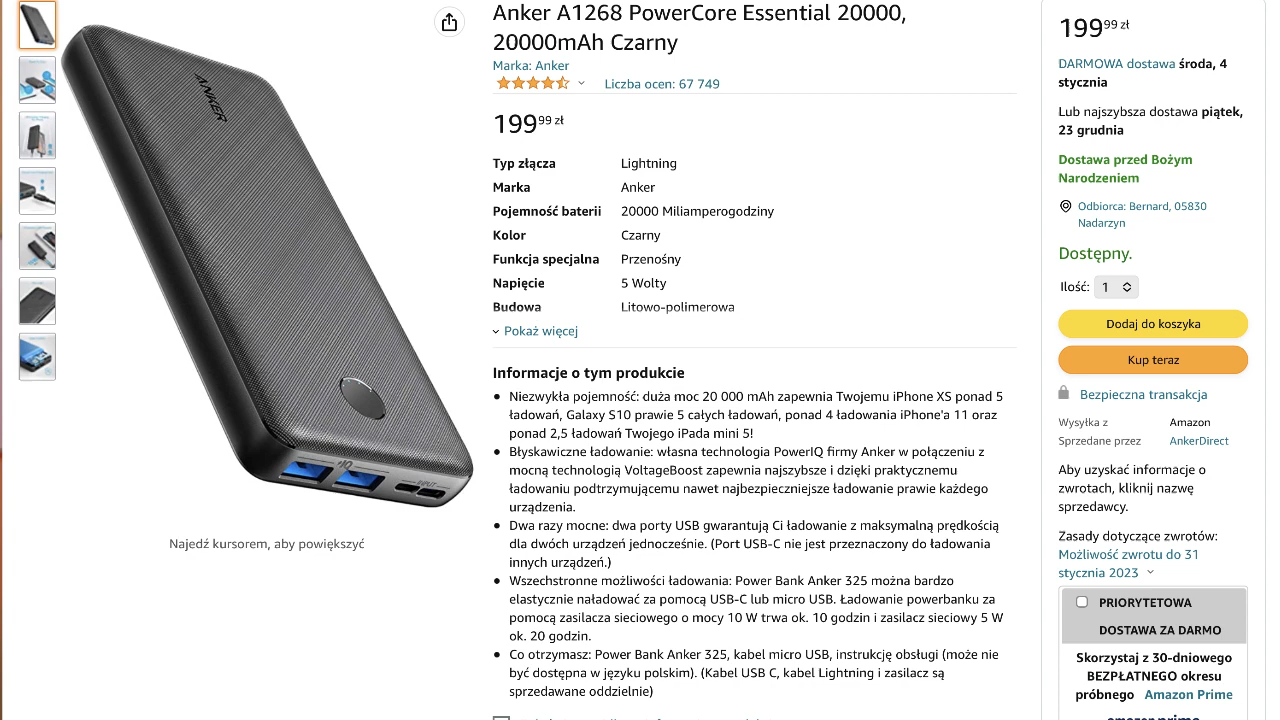 Anker A1268 PowerCore Essential 20000,
20000mAh Czarny
Marka: Anker
Liczba ocen: 67 749
199 99 zł
Typ złącza Lightning
Marka Anker
Pojemność baterii 20000 Miliamperogodziny
Kolor Czarny
Funkcja specjalna Przenośny
Napięcie 5 Wolty
Budowa Litowo-polimerowa
Pokaż więcej
Informacje o tym produkcie
Niezwykła pojemność: duża moc 20 000 mAh zapewnia Twojemu iPhone XS ponad 5
ładowań, Galaxy S10 prawie 5 całych ładowań, ponad 4 ładowania iPhone'a 11 oraz
ponad 2,5 ładowań Twojego iPada mini 5!
Błyskawiczne ładowanie: własna technologia PowerIQ firmy Anker w połączeniu z
mocną technologią VoltageBoost zapewnia najszybsze i dzięki praktycznemu
ładowaniu podtrzymującemu nawet najbezpieczniejsze ładowanie prawie każdego
urządzenia.
Dwa razy mocne: dwa porty USB gwarantują Ci ładowanie z maksymalną prędkością
dla dwóch urządzeń jednocześnie. (Port USB-C nie jest przeznaczony do ładowania
innych urządzeń.)
Wszechstronne możliwości ładowania: Power Bank Anker 325 można bardzo
elastycznie naładować za pomocą USB-C lub micro USB. Ładowanie powerbanku za
pomocą zasilacza sieciowego o mocy 10 W trwa ok. 10 godzin i zasilacz sieciowy 5 W
ok. 20 godzin.
Co otrzymasz: Power Bank Anker 325, kabel micro USB, instrukcję obsługi (może nie
być dostępna w języku polskim). (Kabel USB C, kabel Lightning i zasilacz są
sprzedawane oddzielnie)
ANKER
IQ
INPUT
Najedź kursorem, aby powiększyć
199 99 zł
DARMOWA dostawa środa, 4
stycznia
Lub najszybsza dostawa piątek,
23 grudnia
Dostawa przed Bożym
Narodzeniem
Odbiorca: Bernard, 05830
Nadarzyn
Dostępny.
Ilość: 1
Dodaj do koszyka
Kup teraz
Bezpieczna transakcja
Wysyłka z Amazon
Sprzedane przez AnkerDirect
Aby uzyskać informacje o
zwrotach, kliknij nazwę
sprzedawcy.
Zasady dotyczące zwrotów:
Możliwość zwrotu do 31
stycznia 2023
PRIORYTETOWA
DOSTAWA ZA DARMO
Skorzystaj z 30-dniowego
BEZPŁATNEGO okresu
próbnego Amazon Prime
amazon prime